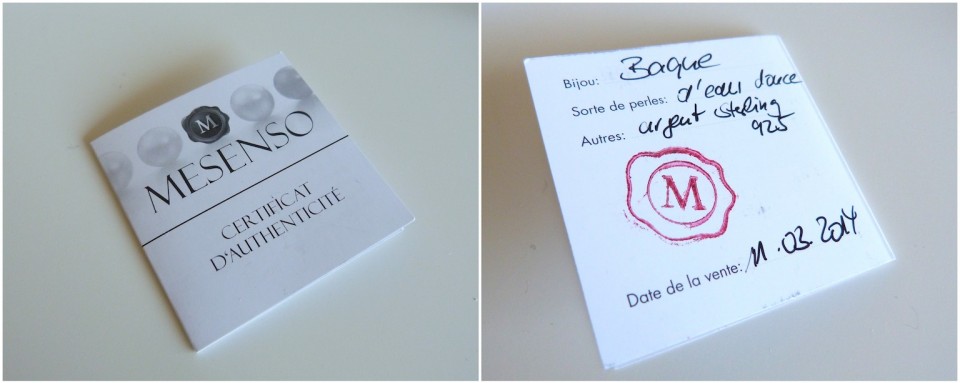 M
MESENSO
CERTIFICAT
D'AUTHENTICITÉ
Bijou: Bague
Sorte de perles: d'eau douce
Autres: argent sterling
925
M
Date de la vente: 11.03.2014